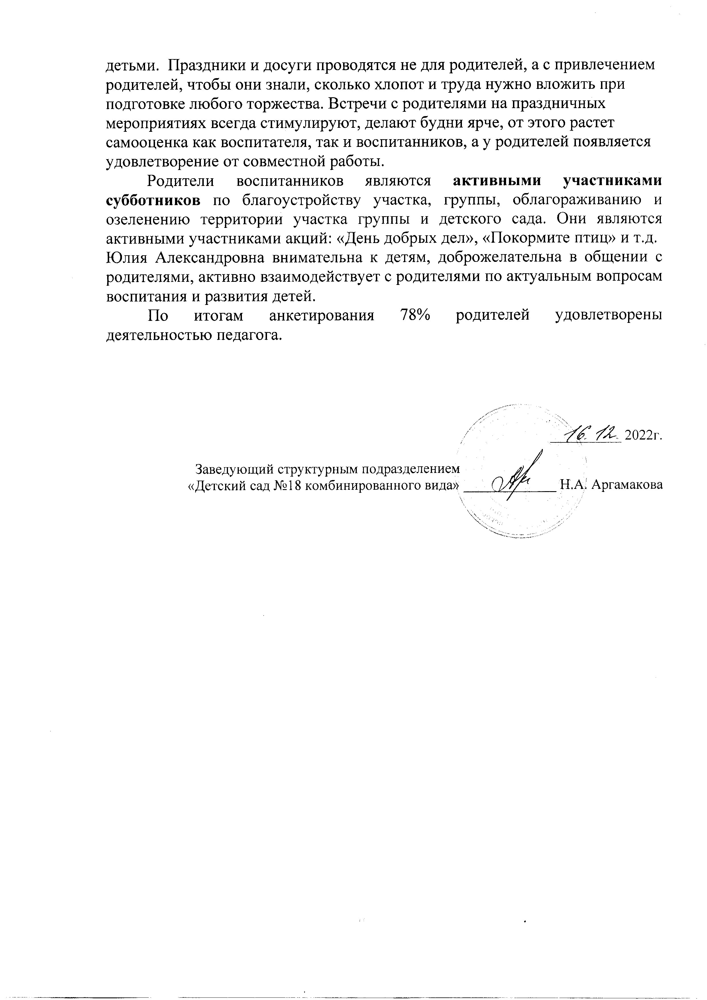 детьми. Праздники и досуги проводятся не для родителей, а с привлечением
родителей, чтобы они знали, сколько хлопот и труда нужно вложить при
подготовке любого торжества. Встречи с родителями на праздничных
мероприятиях всегда стимулируют, делают будни ярче, от этого растет
самооценка как воспитателя, так и воспитанников, а у родителей появляется
удовлетворение от совместной работы.
Родители воспитанников являются активными участниками
субботников по благоустройству участка, группы, облагораживанию и
озеленению территории участка группы и детского сада. Они являются
активными участниками акций: «День добрых дел», «Покормите птиц» и т.д.
Юлия Александровна внимательна к детям, доброжелательна в общении с
родителями, активно взаимодействует с родителями по актуальным вопросам
воспитания и развития детей.
По итогам анкетирования 78% родителей удовлетворены
деятельностью педагога.
16. 12. 2022г.
Заведующий структурным подразделением
«Детский сад №18 комбинированного вида» Н.А. Аргамакова